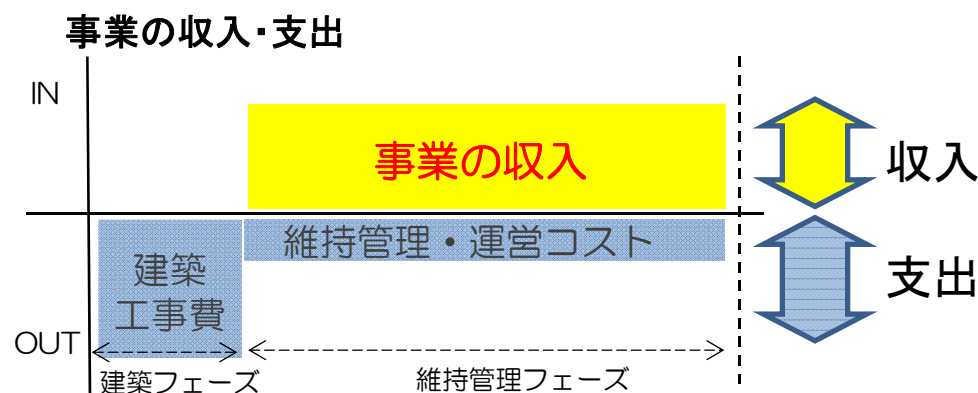 事業の収入・支出
IN
事業の収入
収入
維持管理・運営コスト
建築
工事費
支出
OUT
建築フェーズ
維持管理フェーズ